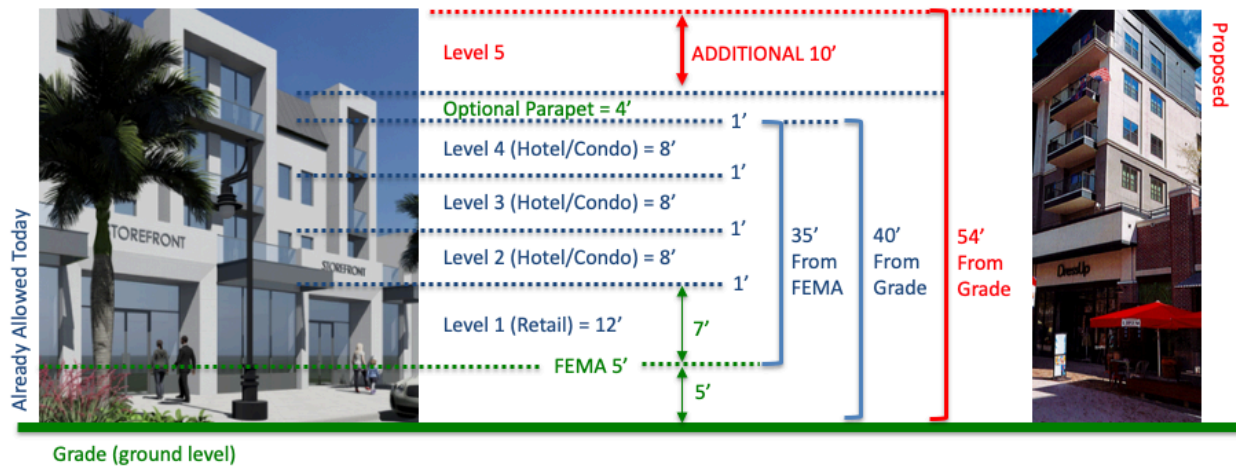 Already Allowed Today
STOREFRONT
STOREFRONT
Level 5
ADDITIONAL 10’
Optional Parapet = 4’
1’
Level 4 (Hotel/Condo) = 8’
1’
Level 3 (Hotel/Condo) = 8’
1’
Level 2 (Hotel/Condo) = 8’
1’
Level 1 (Retail) = 12’
7’
FEMA 5’
5’
35’
From
FEMA
40’
From
Grade
54’
From
Grade
DressUp
Proposed
Grade (ground level)